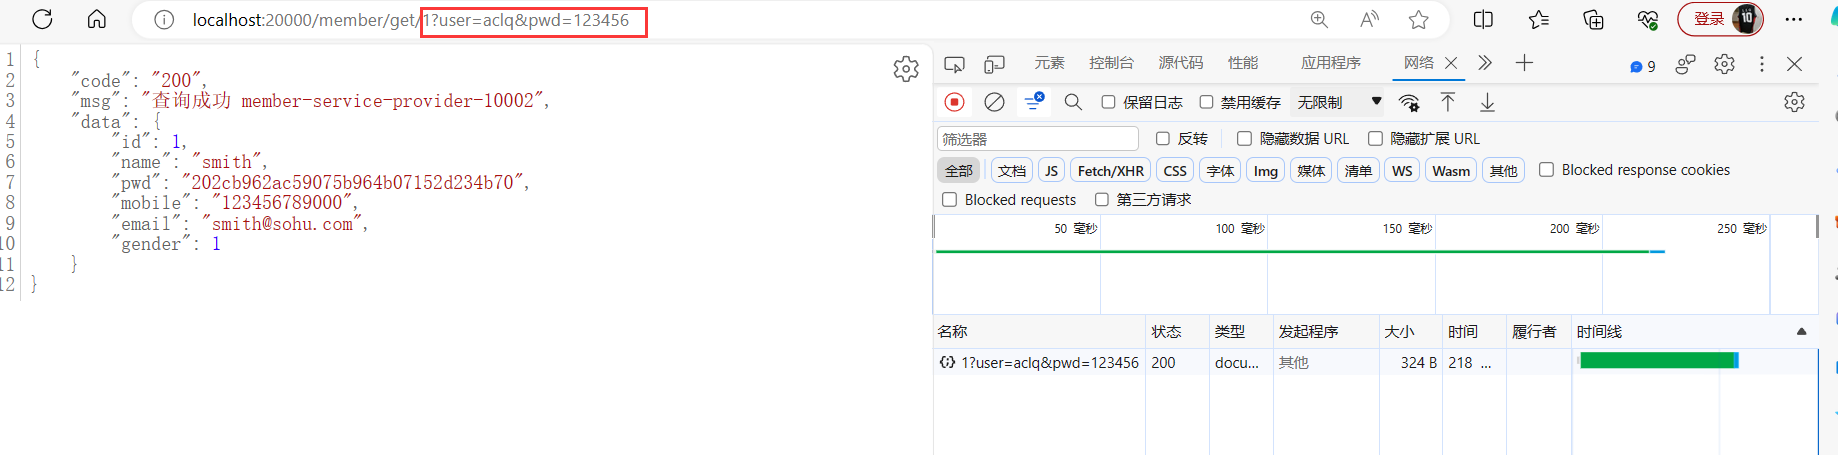 localhost:20000/member/get/1?user=aclq&pwd=123456
登录
1 {
2 "code": "200",
3 "msg": "查询成功 member-service-provider-10002",
4 "data": {
5 "id": 1,
6 "name": "smith",
7 "pwd": "202cb962ac59075b964b07152d234b70",
8 "mobile": "123456789000",
9 "email": "smith@sohu.com",
10 "gender": 1
11 }
12 }
元素 控制台 源代码 性能 应用程序 网络 9
保留日志 禁用缓存 无限制
筛选器 反转 隐藏数据 URL 隐藏扩展 URL
全部 文档 JS Fetch/XHR CSS 字体 Img 媒体 清单 WS Wasm 其他 Blocked response cookies
Blocked requests 第三方请求
50 毫秒 100 毫秒 150 毫秒 200 毫秒 250 毫秒
名称 状态 类型 发起程序 大小 时间 履行者 时间线
1?user=aclq&pwd=123456 200 docu... 其他 324 B 218 ...